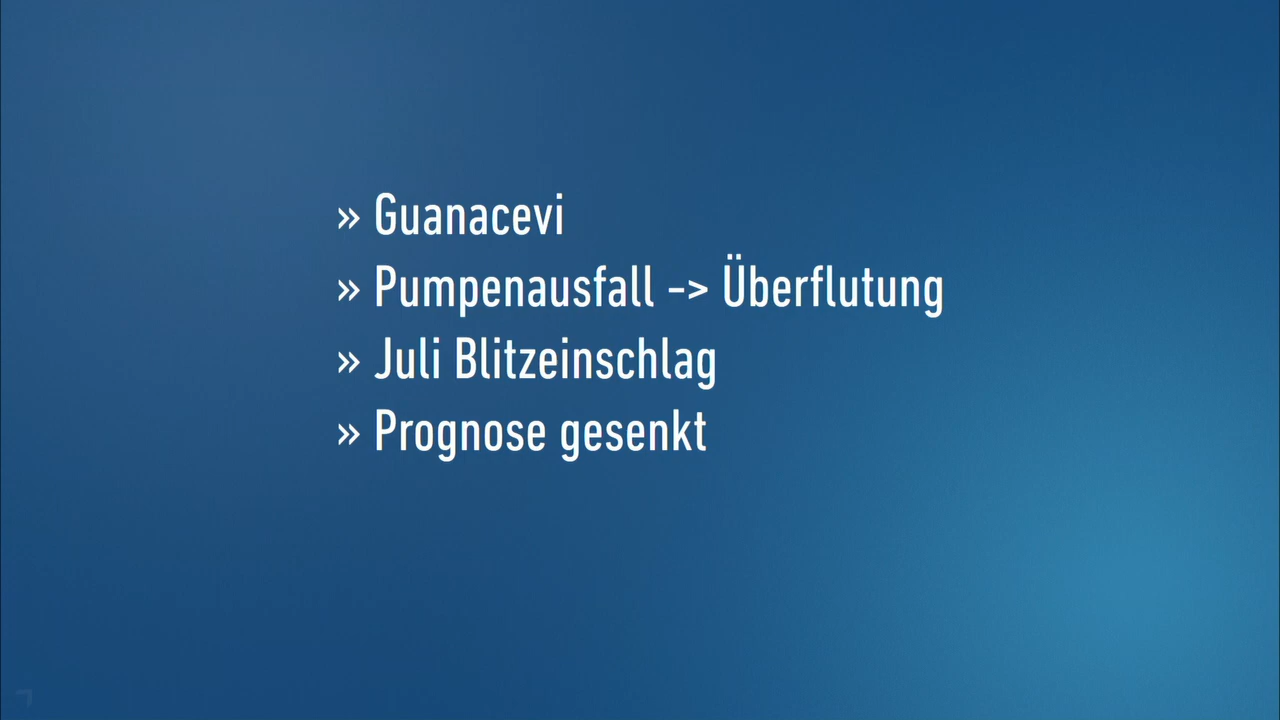 » Guanacevi
» Pumpenausfall -> Überflutung
» Juli Blitzeinschlag
» Prognose gesenkt